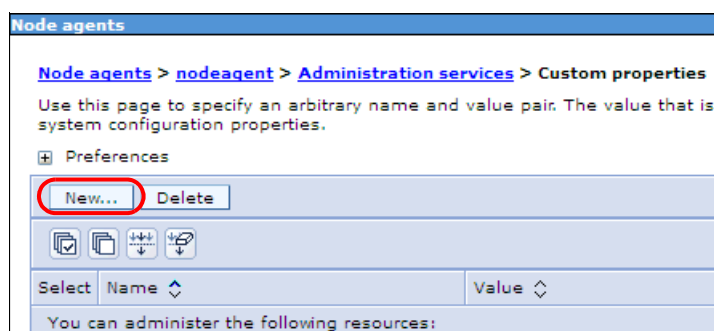 Node agents
Node agents > nodeagent > Administration services > Custom properties
Use this page to specify an arbitrary name and value pair. The value that is
system configuration properties.
Preferences
New... Delete
Select Name Value
You can administer the following resources: